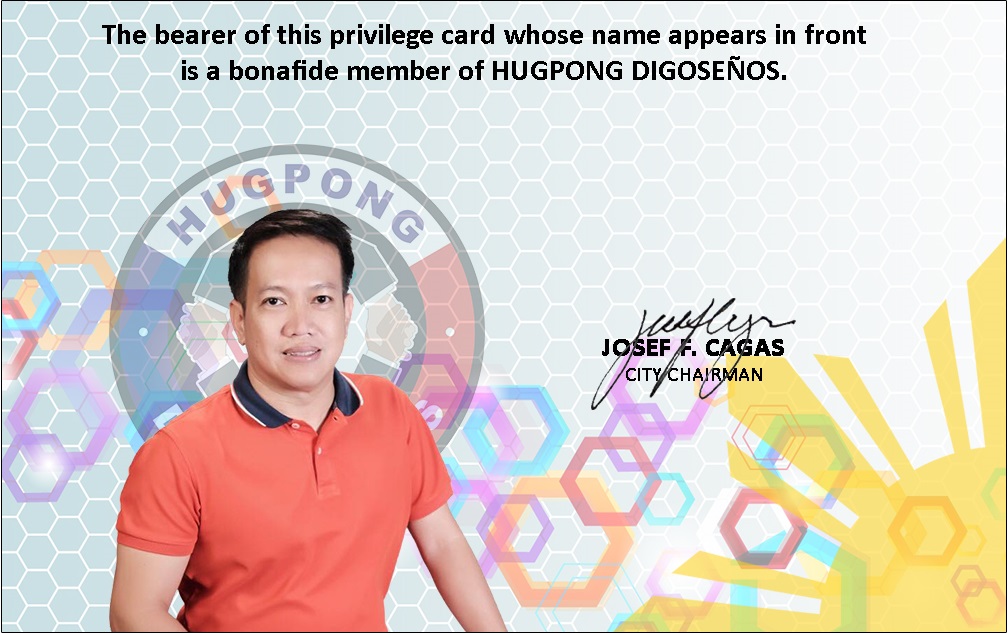 The bearer of this privilege card whose name appears in front
is a bonafide member of HUGPONG DIGOSEÑOS.
HUGPONG
JOSEF F. CAGAS
CITY CHAIRMAN